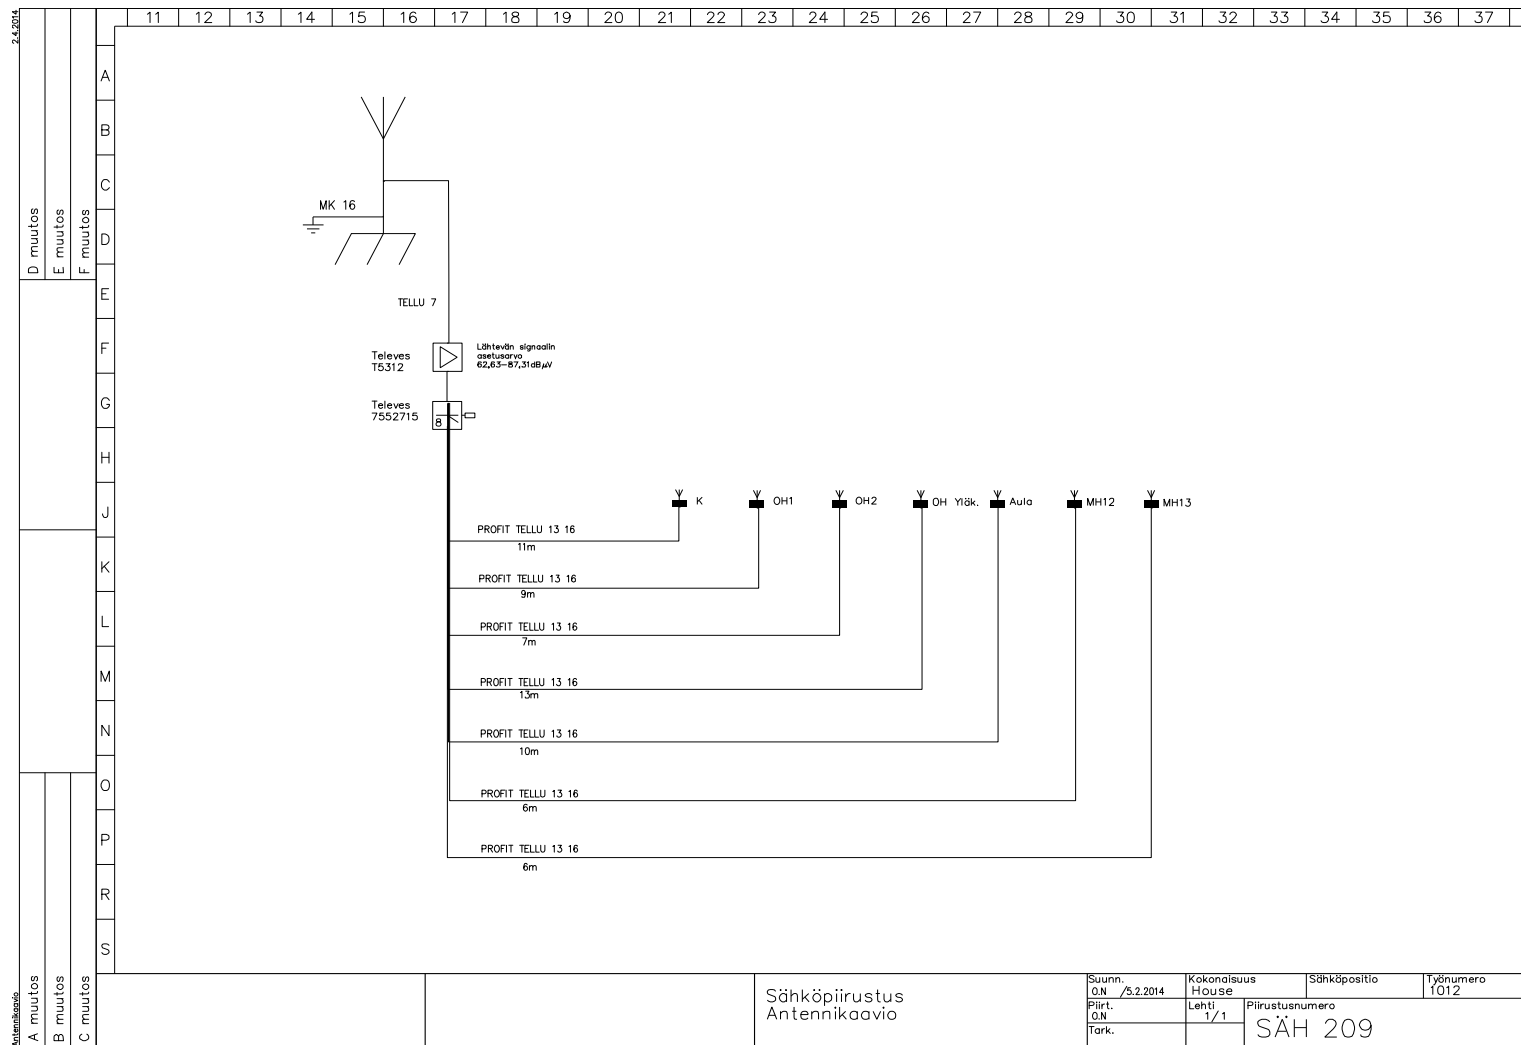 11 12 13 14 15 16 17 18 19 20 21 22 23 24 25 26 27 28 29 30 31 32 33 34 35 36 37
2.4.2014
D muutos
E muutos
F muutos
A
B
C
D
E
F
G
H
J
K
L
M
N
O
P
R
S
MK 16
TELLU 7
Televes
T5312
Lähtevän signaalin
asetusarvo
62,63-87,31dBµV
Televes
7552715
8
K
OH1
OH2
OH Yläk.
Aula
MH12
MH13
PROFIT TELLU 13 16
11m
PROFIT TELLU 13 16
9m
PROFIT TELLU 13 16
7m
PROFIT TELLU 13 16
13m
PROFIT TELLU 13 16
10m
PROFIT TELLU 13 16
6m
PROFIT TELLU 13 16
6m
Antennikaavio
A muutos
B muutos
C muutos
Sähköpiirustus
Antennikaavio
Suunn.
O.N /5.2.2014
Kokonaisuus
House
Sähköpositio
Työnumero
1012
Piirt.
O.N
Lehti
1/1
Piirustusnumero
SÄH 209
Tark.